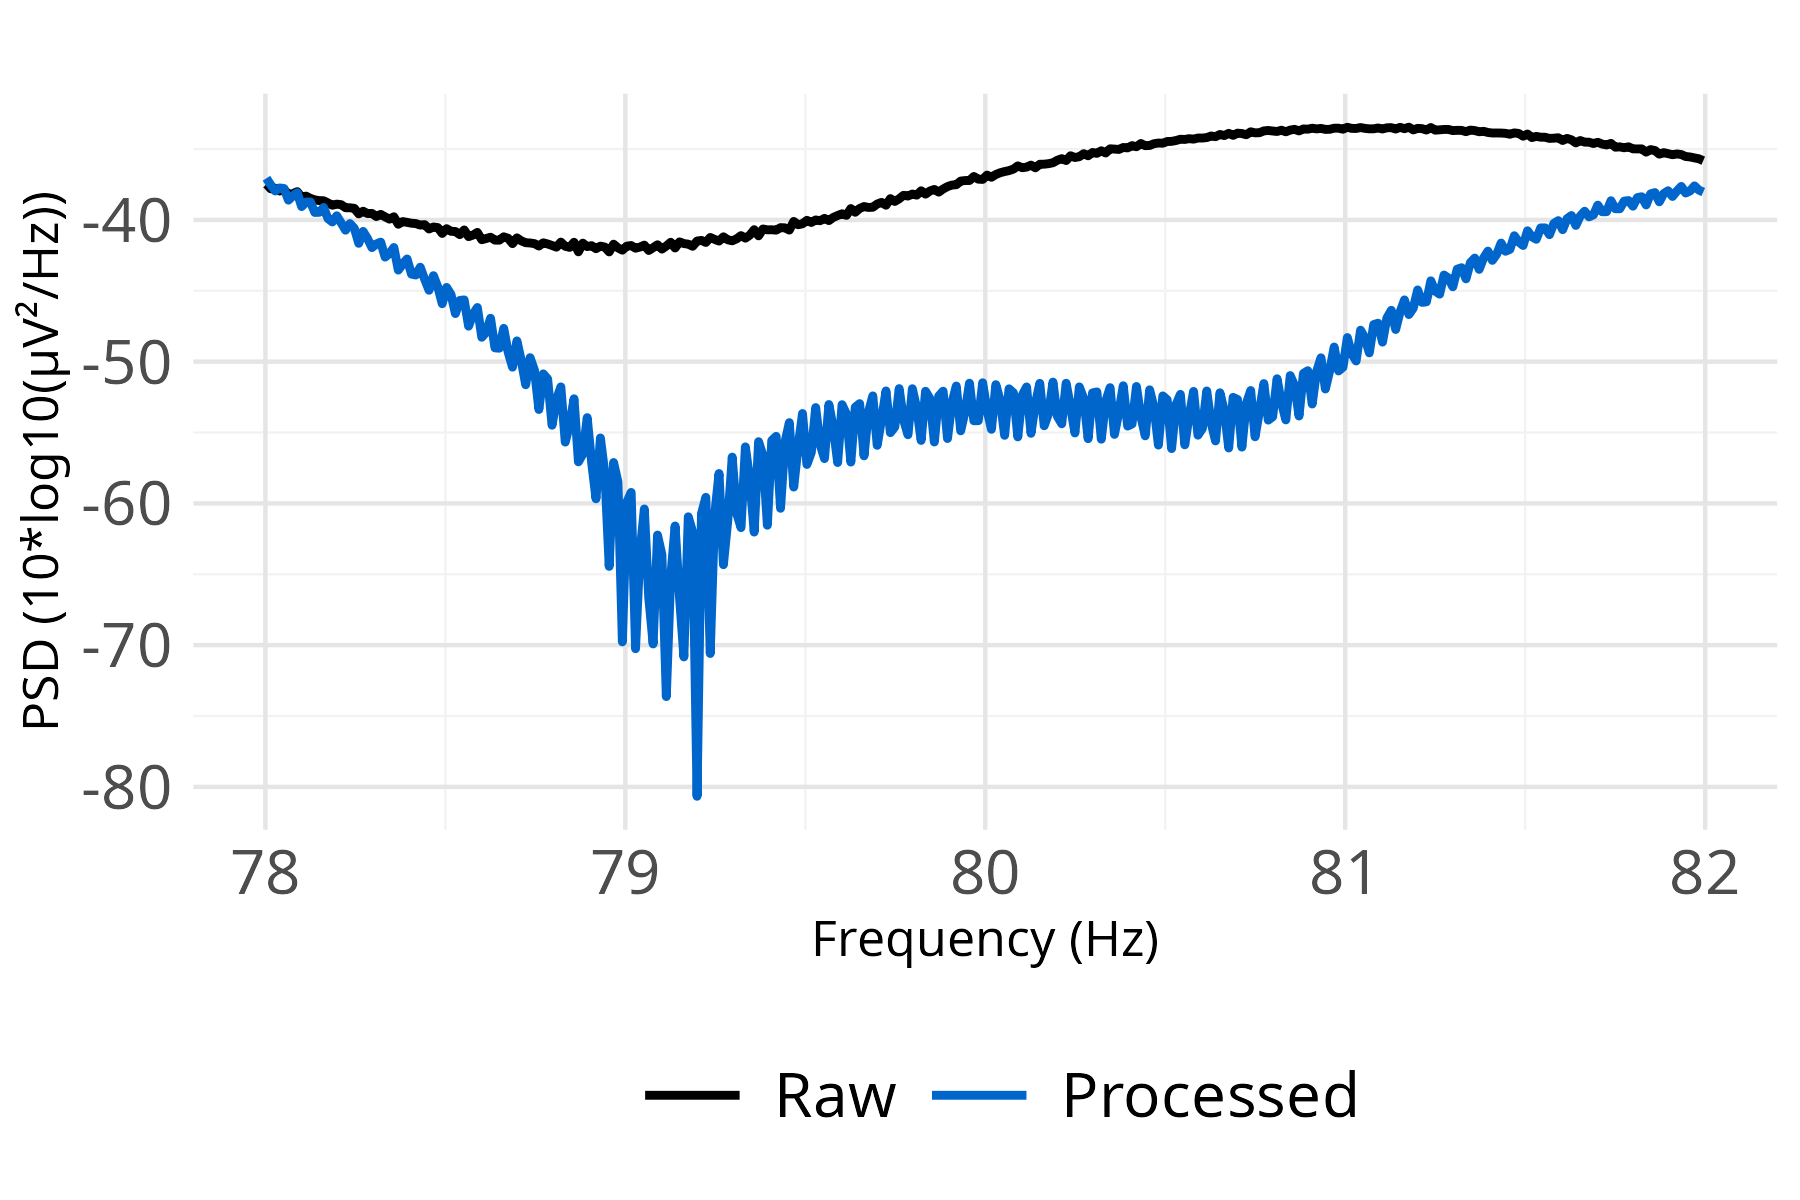 PSD (10*log10(µV²/Hz))
-40
-50
-60
-70
-80
78 79 80 81 82
Frequency (Hz)
Raw Processed